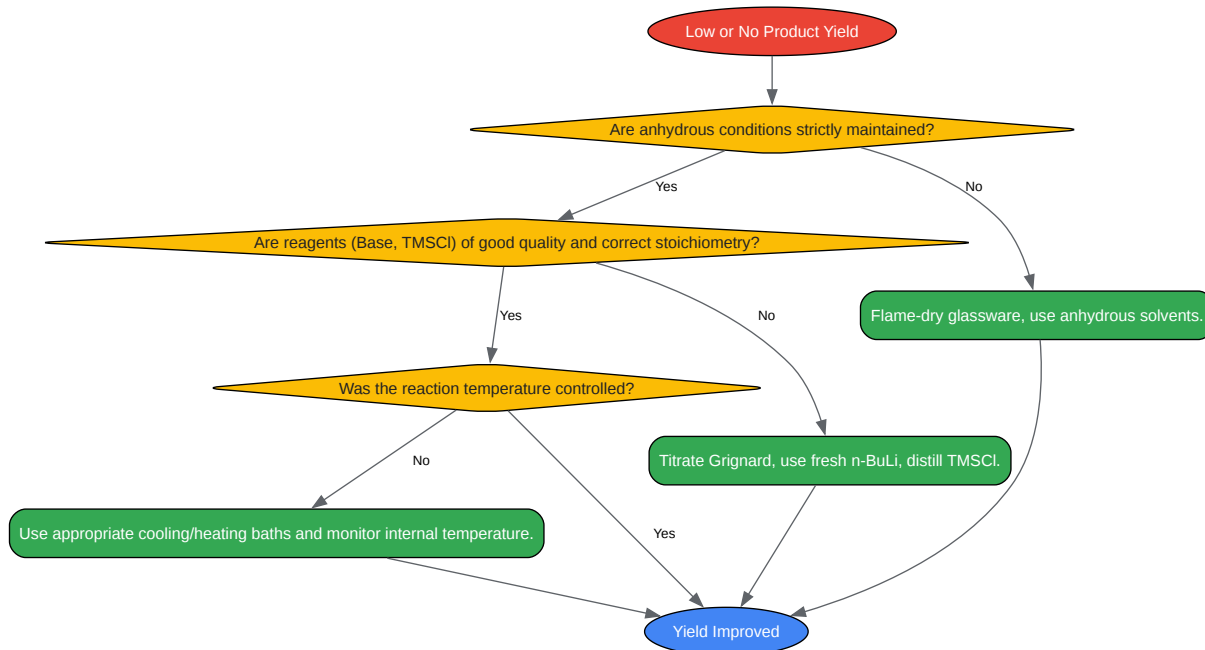 Low or No Product Yield
Are anhydrous conditions strictly maintained?
Yes
No
Are reagents (Base, TMSCl) of good quality and correct stoichiometry?
Flame-dry glassware, use anhydrous solvents.
Yes
No
Was the reaction temperature controlled?
No
Titrate Grignard, use fresh n-BuLi, distill TMSCl.
Use appropriate cooling/heating baths and monitor internal temperature.
Yes
Yield Improved